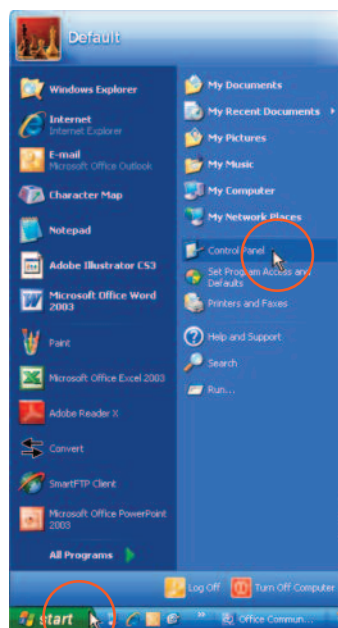 Default
Windows Explorer
Internet
Internet Explorer
E-mail
Microsoft Office Outlook
Character Map
Notepad
Adobe Illustrator CS3
Microsoft Office Word
2003
Paint
Microsoft Office Excel 2003
Adobe Reader X
Convert
SmartFTP Client
Microsoft Office PowerPoint
2003
All Programs
My Documents
My Recent Documents
My Pictures
My Music
My Computer
My Network Places
Control Panel
Set Program Access and
Defaults
Printers and Faxes
Help and Support
Search
Run...
Log Off
Turn Off Computer
start
»
Office Commun...